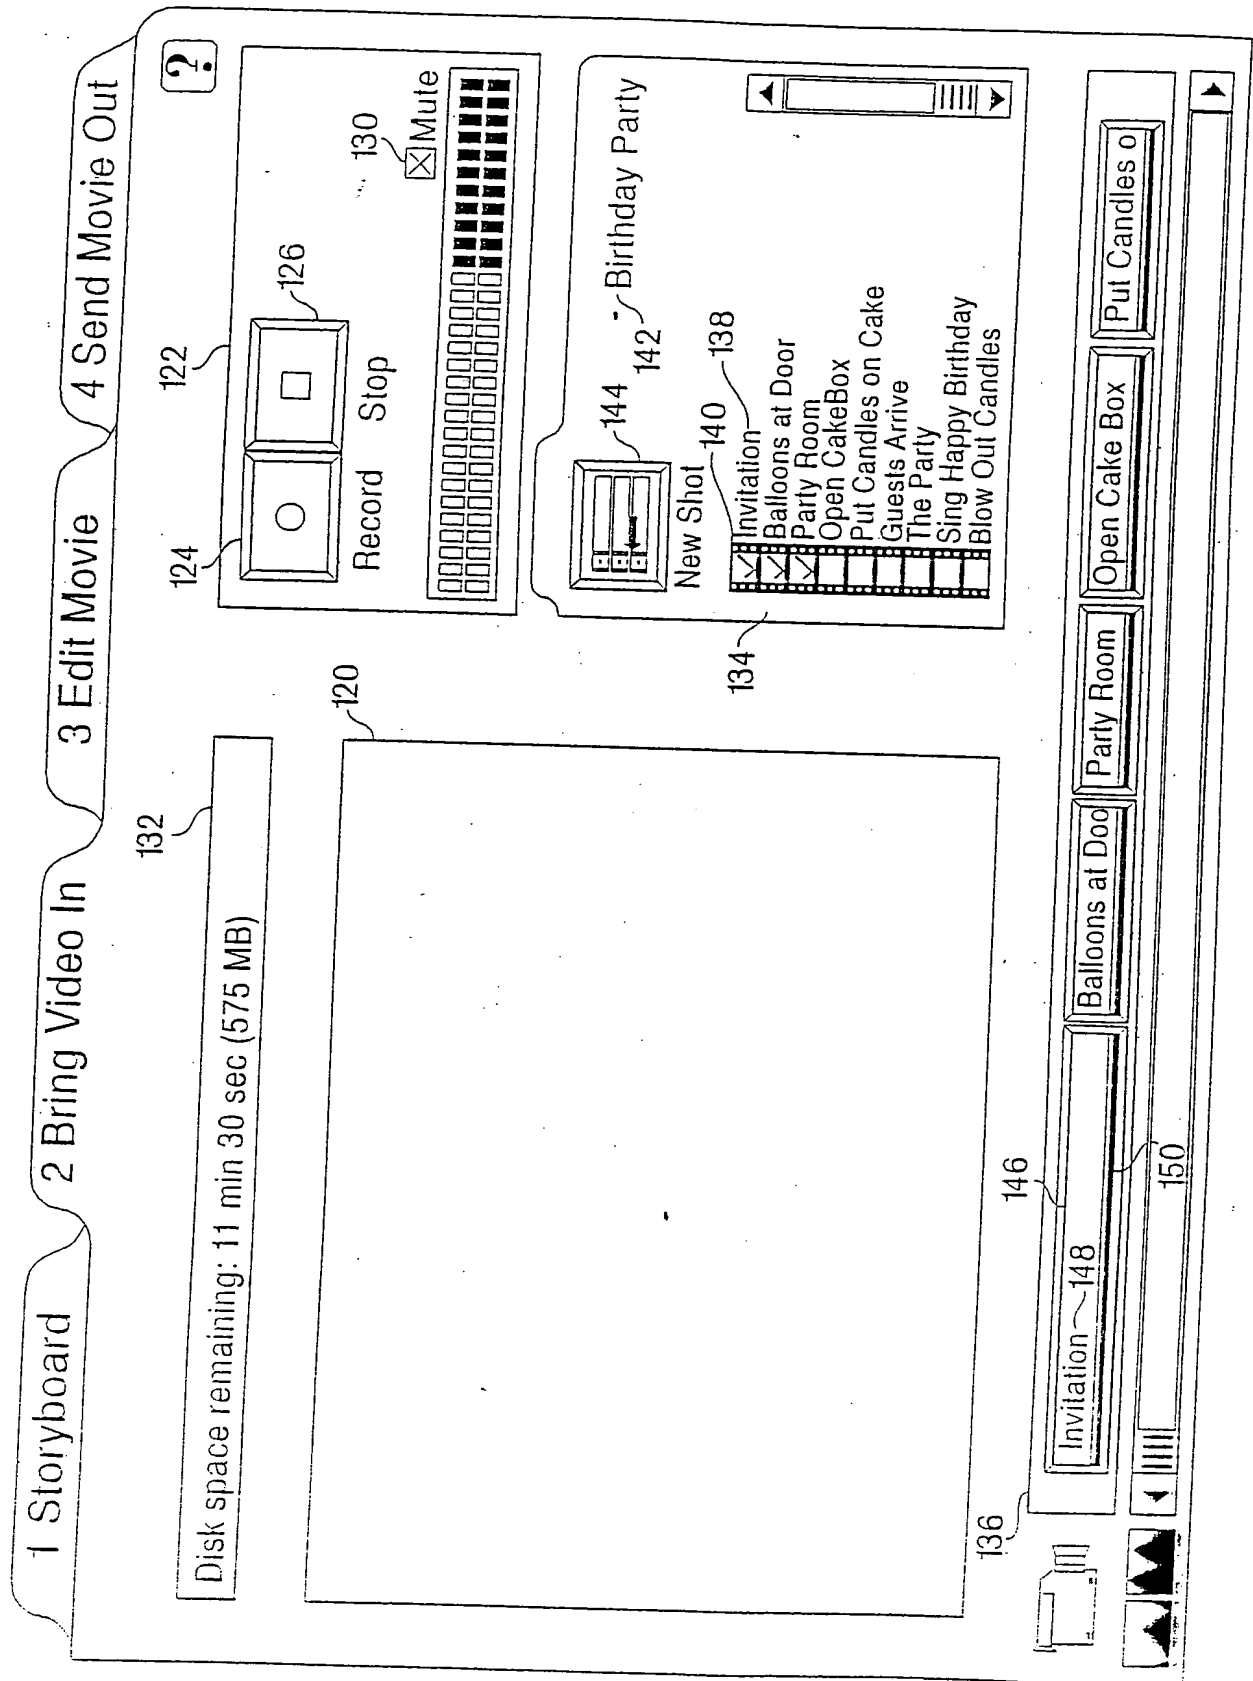 1 Storyboard
2 Bring Video In
3 Edit Movie
4 Send Movie Out
?
132
Disk space remaining: 11 min 30 sec (575 MB)
120
122
124
126
Record
Stop
130
Mute
144
New Shot
142
Birthday Party
140
138
134
Invitation
Balloons at Door
Party Room
Open CakeBox
Put Candles on Cake
Guests Arrive
The Party
Sing Happy Birthday
Blow Out Candles
136
146
Invitation
148
Balloons at Doo
Party Room
Open Cake Box
Put Candles o
150